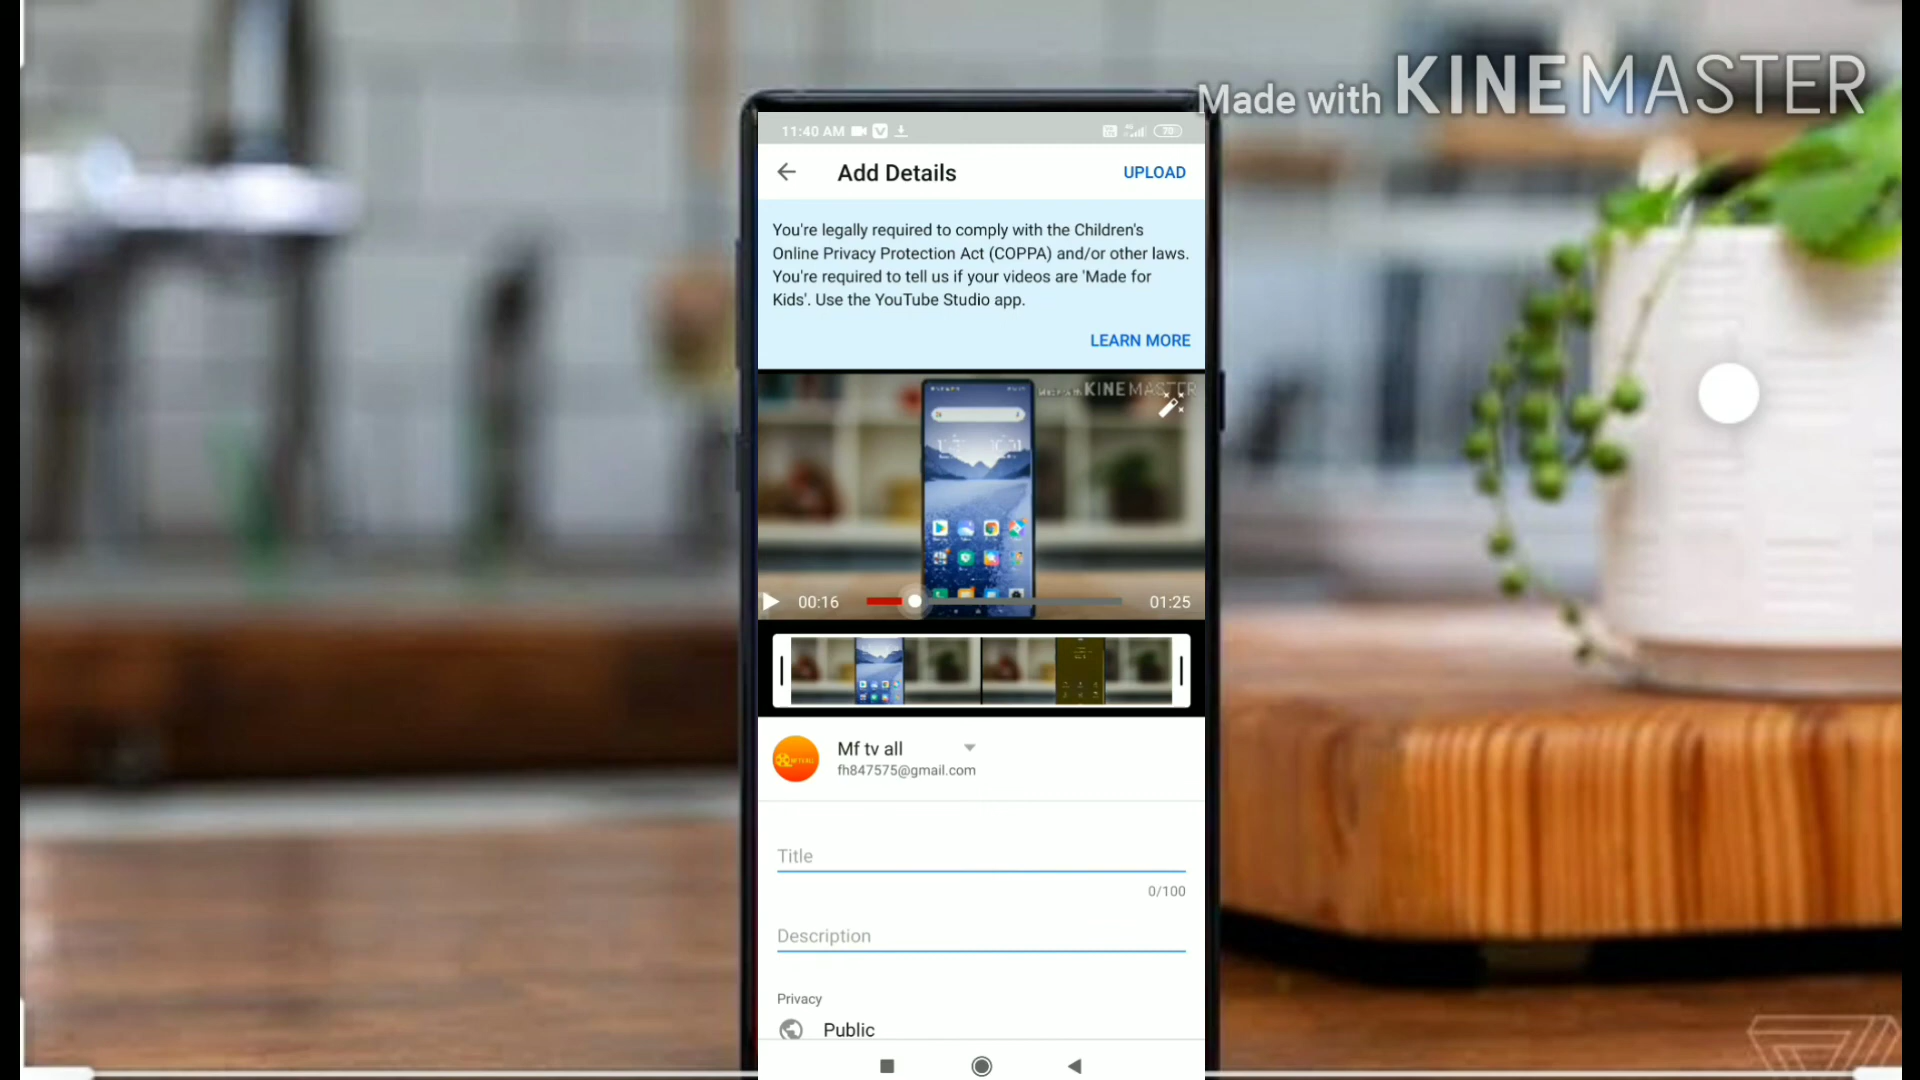 Made with KINEMASTER
11:40 AM
70
Add Details
UPLOAD
You're legally required to comply with the Children's
Online Privacy Protection Act (COPPA) and/or other laws.
You're required to tell us if your videos are 'Made for
Kids'. Use the YouTube Studio app.
LEARN MORE
KINEMASTER
00:16
01:25
Mf tv all
fh847575@gmail.com
Title
0/100
Description
Privacy
Public